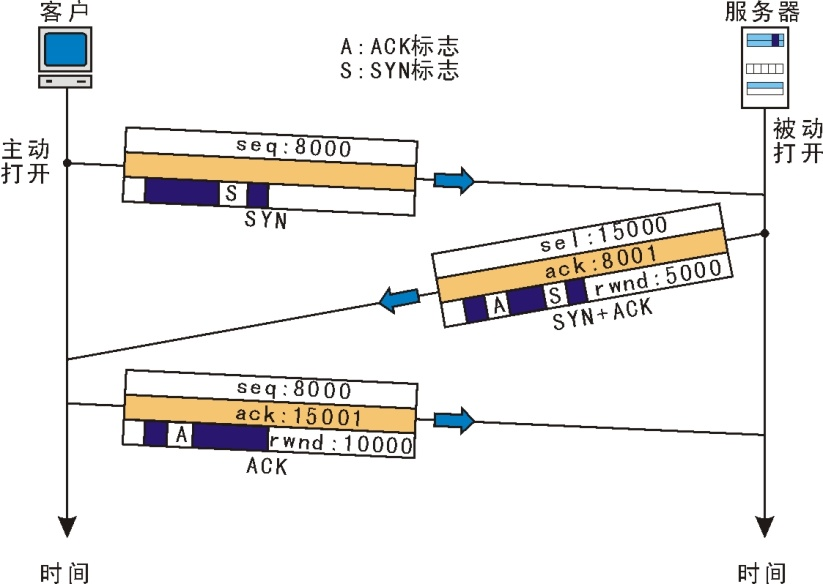 客户
服务器
A:ACK标志
S:SYN标志
主动
打开
被动
打开
seq:8000
S
SYN
sel:15000
ack:8001
A S rwnd:5000
SYN+ACK
seq:8000
ack:15001
A rwnd:10000
ACK
时间
时间